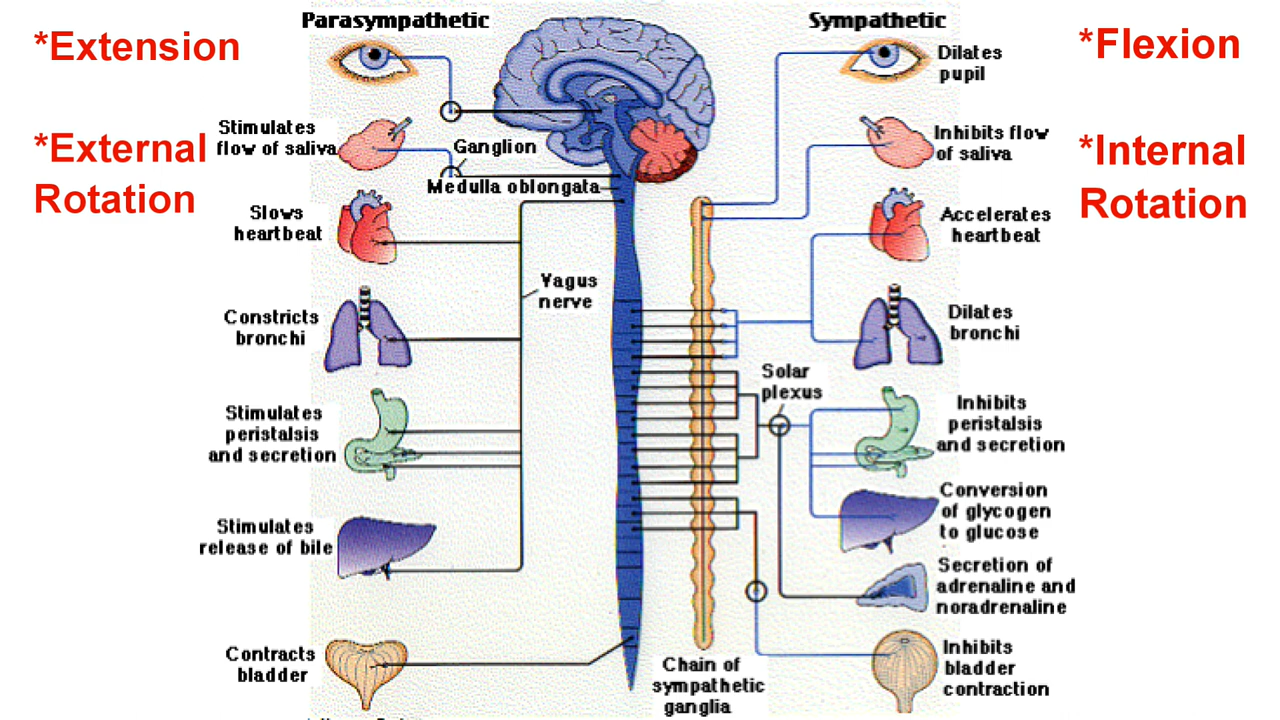 Parasympathetic
Sympathetic
*Extension
*External
Rotation
*Flexion
*Internal
Rotation
Stimulates
flow of saliva
Slows
heartbeat
Constricts
bronchi
Stimulates
peristalsis
and secretion
Stimulates
release of bile
Contracts
bladder
Ganglion
Medulla oblongata
Vagus
nerve
Solar
plexus
Chain of
sympathetic
ganglia
Dilates
pupil
Inhibits flow
of saliva
Accelerates
heartbeat
Dilates
bronchi
Inhibits
peristalsis
and secretion
Conversion
of glycogen
to glucose
Secretion of
adrenaline and
noradrenaline
Inhibits
bladder
contraction